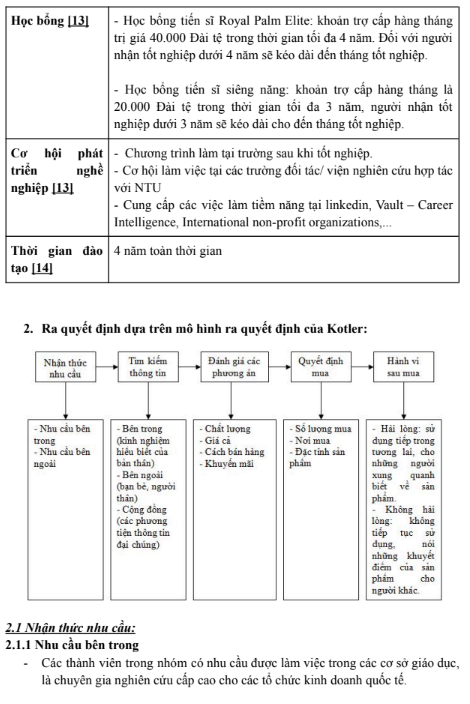 Học bổng [13]
- Học bổng tiến sĩ Royal Palm Elite: khoản trợ cấp hàng tháng
trị giá 40.000 Đài tệ trong thời gian tối đa 4 năm. Đối với người
nhận tốt nghiệp dưới 4 năm sẽ kéo dài đến tháng tốt nghiệp.
- Học bổng tiến sĩ siêng năng: khoản trợ cấp hàng tháng là
20.000 Đài tệ trong thời gian tối đa 3 năm, người nhận tốt
nghiệp dưới 3 năm sẽ kéo dài cho đến tháng tốt nghiệp.
Cơ hội phát
triển nghề
nghiệp [13]
- Chương trình làm tại trường sau khi tốt nghiệp.
- Cơ hội làm việc tại các trường đối tác/ viện nghiên cứu hợp tác
với NTU
- Cung cấp các việc làm tiềm năng tại linkedin, Vault – Career
Intelligence, International non-profit organizations,...
Thời gian đào
tạo [14]
4 năm toàn thời gian
2. Ra quyết định dựa trên mô hình ra quyết định của Kotler:
Nhận thức
nhu cầu
Tìm kiếm
thông tin
Đánh giá các
phương án
Quyết định
mua
Hành vi
sau mua
- Nhu cầu bên
trong
- Nhu cầu bên
ngoài
- Bên trong
(kinh nghiệm
hiểu biết của
bản thân)
- Bên ngoài
(bạn bè, người
thân)
- Cộng đồng
(các phương
tiện thông tin
đại chúng)
- Chất lượng
- Giá cả
- Cách bán hàng
- Khuyến mãi
- Số lượng mua
- Nơi mua
- Đặc tính sản
phẩm
- Hài lòng: sử
dụng tiếp trong
tương lai, cho
những người
xung quanh
biết về sản
phẩm.
- Không hài
lòng: không
tiếp tục sử
dụng, nói
những khuyết
điểm của sản
phẩm cho
người khác.
2.1 Nhận thức nhu cầu:
2.1.1 Nhu cầu bên trong
- Các thành viên trong nhóm có nhu cầu được làm việc trong các cơ sở giáo dục,
là chuyên gia nghiên cứu cấp cao cho các tổ chức kinh doanh quốc tế.